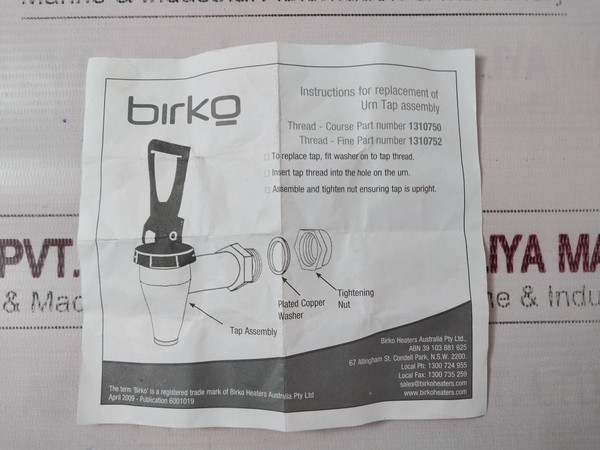 birko
Instructions for replacement of
Urn Tap assembly
Thread - Course Part number 1310750
Thread - Fine Part number 1310752
To replace tap, fit washer on to tap thread.
Insert tap thread into the hole on the urn.
Assemble and tighten nut ensuring tap is upright.
Tightening
Nut
Plated Copper
Washer
Tap Assembly
Birko Heaters Australia Pty Ltd.,
ABN 39 103 881 625
67 Allingham St. Condell Park, N.S.W. 2200.
Local Ph: 1300 724 955
Local Fax: 1300 735 259
sales@birkoheaters.com
www.birkoheaters.com
The term 'Birko' is a registered trade mark of Birko Heaters Australia Pty Ltd
April 2009 - Publication 6001019
PVT.
LIYA MA
& Mac
e & Indu